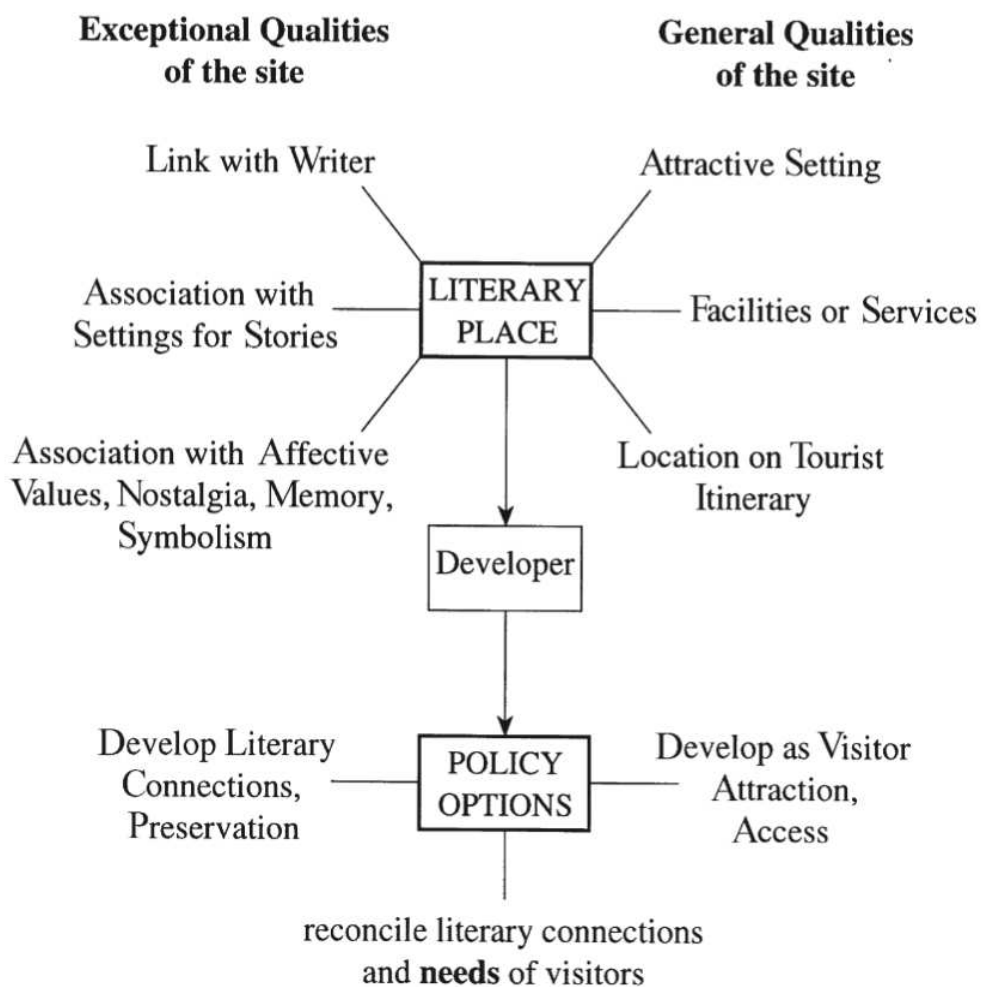 Exceptional Qualities
of the site
General Qualities
of the site
Link with Writer
Attractive Setting
Association with
Settings for Stories
LITERARY
PLACE
Facilities or Services
Association with Affective
Values, Nostalgia, Memory,
Symbolism
Location on Tourist
Itinerary
Developer
Develop Literary
Connections,
Preservation
POLICY
OPTIONS
Develop as Visitor
Attraction,
Access
reconcile literary connections
and needs of visitors